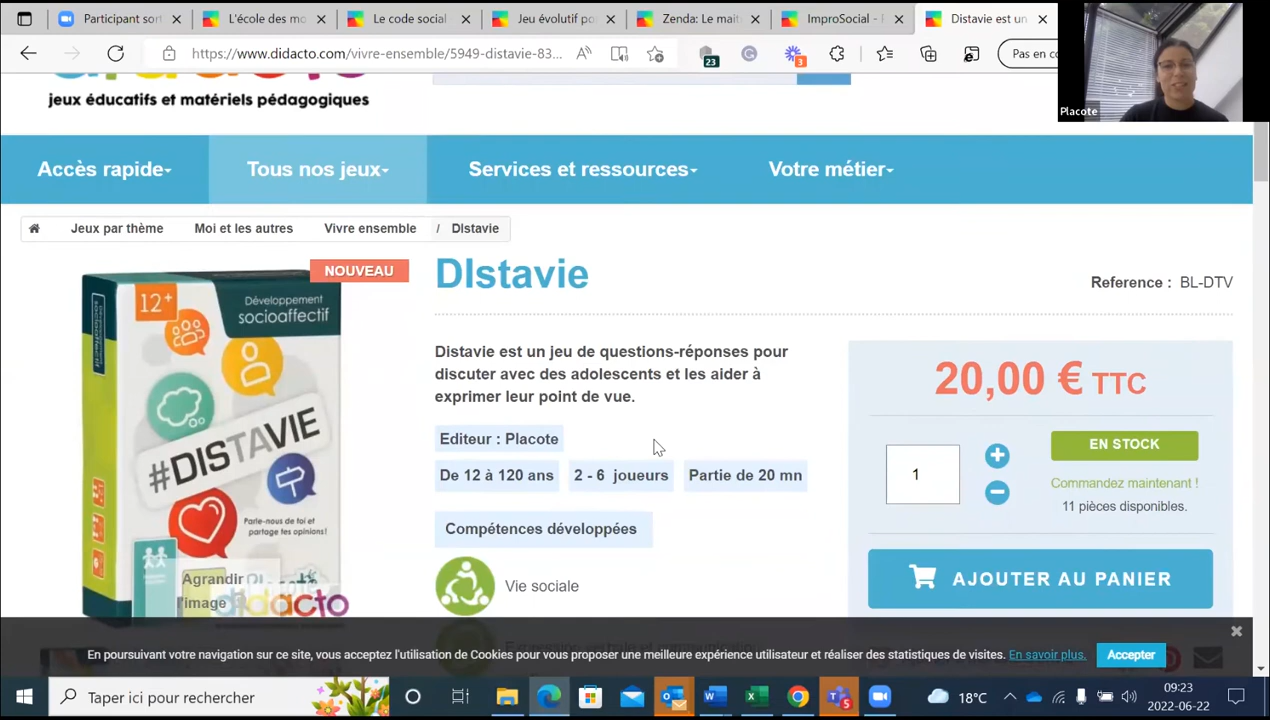 Participant sort
L'école des mo
Le code social
Jeu évolutif po
Zenda: Le mait
ImproSocial - F
Distavie est un
https://www.didacto.com/vivre-ensemble/5949-distavie-83...
23
3
Pas en co
Placote
jeux éducatifs et matériels pédagogiques
Accès rapide
Tous nos jeux
Services et ressources
Votre métier
Jeux par thème
Moi et les autres
Vivre ensemble
/ DIstavie
NOUVEAU
DIstavie
Reference : BL-DTV
12+
Développement
socioaffectif
#DISTAVIE
Parle-nous de toi et
partage tes opinions!
Agrandir
l'image
didacto
Distavie est un jeu de questions-réponses pour
discuter avec des adolescents et les aider à
exprimer leur point de vue.
Editeur : Placote
De 12 à 120 ans
2 - 6 joueurs
Partie de 20 mn
Compétences développées
Vie sociale
20,00 € TTC
1
EN STOCK
Commandez maintenant !
11 pièces disponibles.
AJOUTER AU PANIER
En poursuivant votre navigation sur ce site, vous acceptez l'utilisation de Cookies pour vous proposer une meilleure expérience utilisateur et réaliser des statistiques de visites. En savoir plus.
Accepter
Taper ici pour rechercher
18°C
09:23
2022-06-22